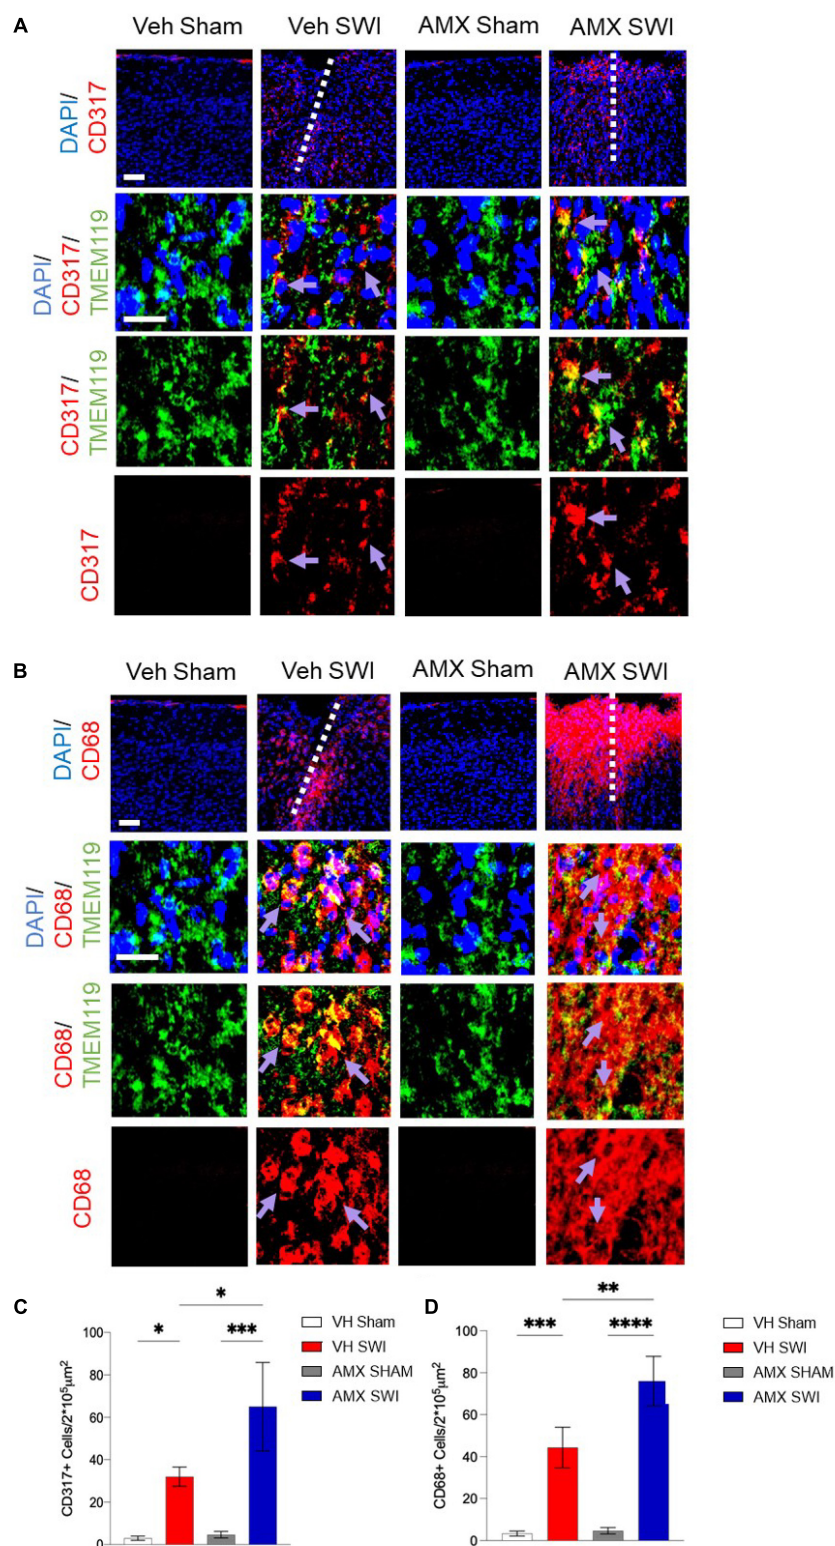 A
Veh Sham Veh SWI AMX Sham AMX SWI
DAPI/
CD317
DAPI/
CD317/
TMEM119
CD317/
TMEM119
CD317
B
Veh Sham Veh SWI AMX Sham AMX SWI
DAPI/
CD68
DAPI/
CD68/
TMEM119
CD68/
TMEM119
CD68
C
* * ***
CD317+ Cells/2*10⁵μm²
100
80
60
40
20
0
VH Sham
VH SWI
AMX SHAM
AMX SWI
D
** *** ****
CD68+ Cells/2*10⁵μm²
100
80
60
40
20
0
VH Sham
VH SWI
AMX SHAM
AMX SWI